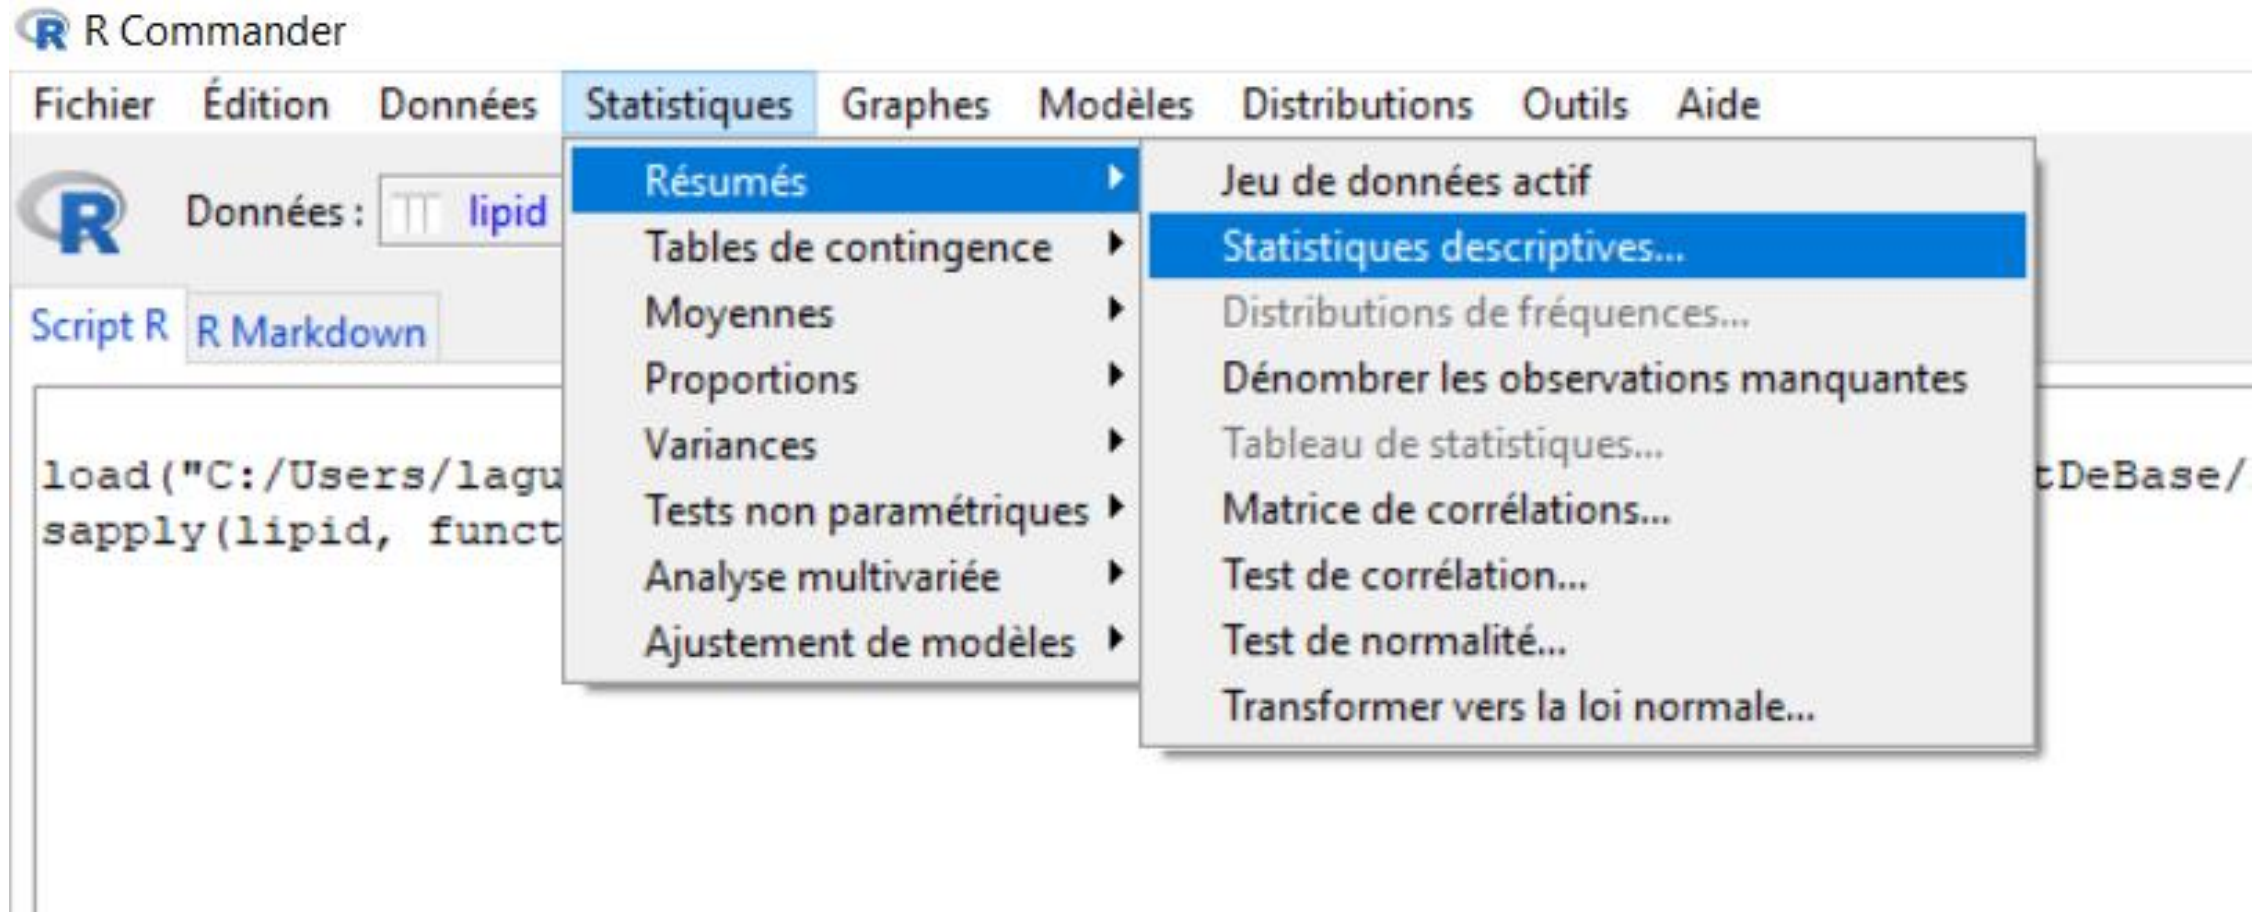 R Commander
Fichier Édition Données Statistiques Graphes Modèles Distributions Outils Aide
Données : lipid
Script R R Markdown
Résumés
Tables de contingence
Moyennes
Proportions
Variances
Tests non paramétriques
Analyse multivariée
Ajustement de modèles
Jeu de données actif
Statistiques descriptives...
Distributions de fréquences...
Dénombrer les observations manquantes
Tableau de statistiques...
Matrice de corrélations...
Test de corrélation...
Test de normalité...
Transformer vers la loi normale...
load("C:/Users/lagu tDeBase/
sapply(lipid, funct